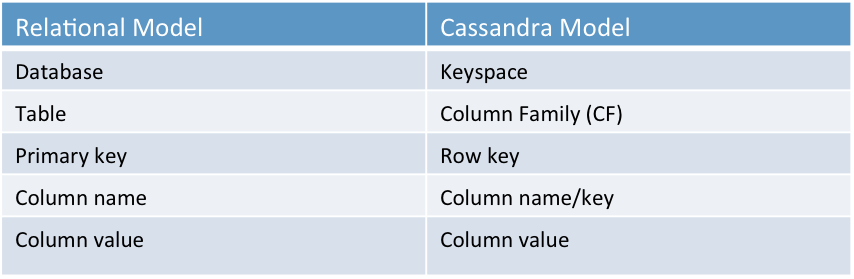 Relational Model Cassandra Model
Database Keyspace
Table Column Family (CF)
Primary key Row key
Column name Column name/key
Column value Column value